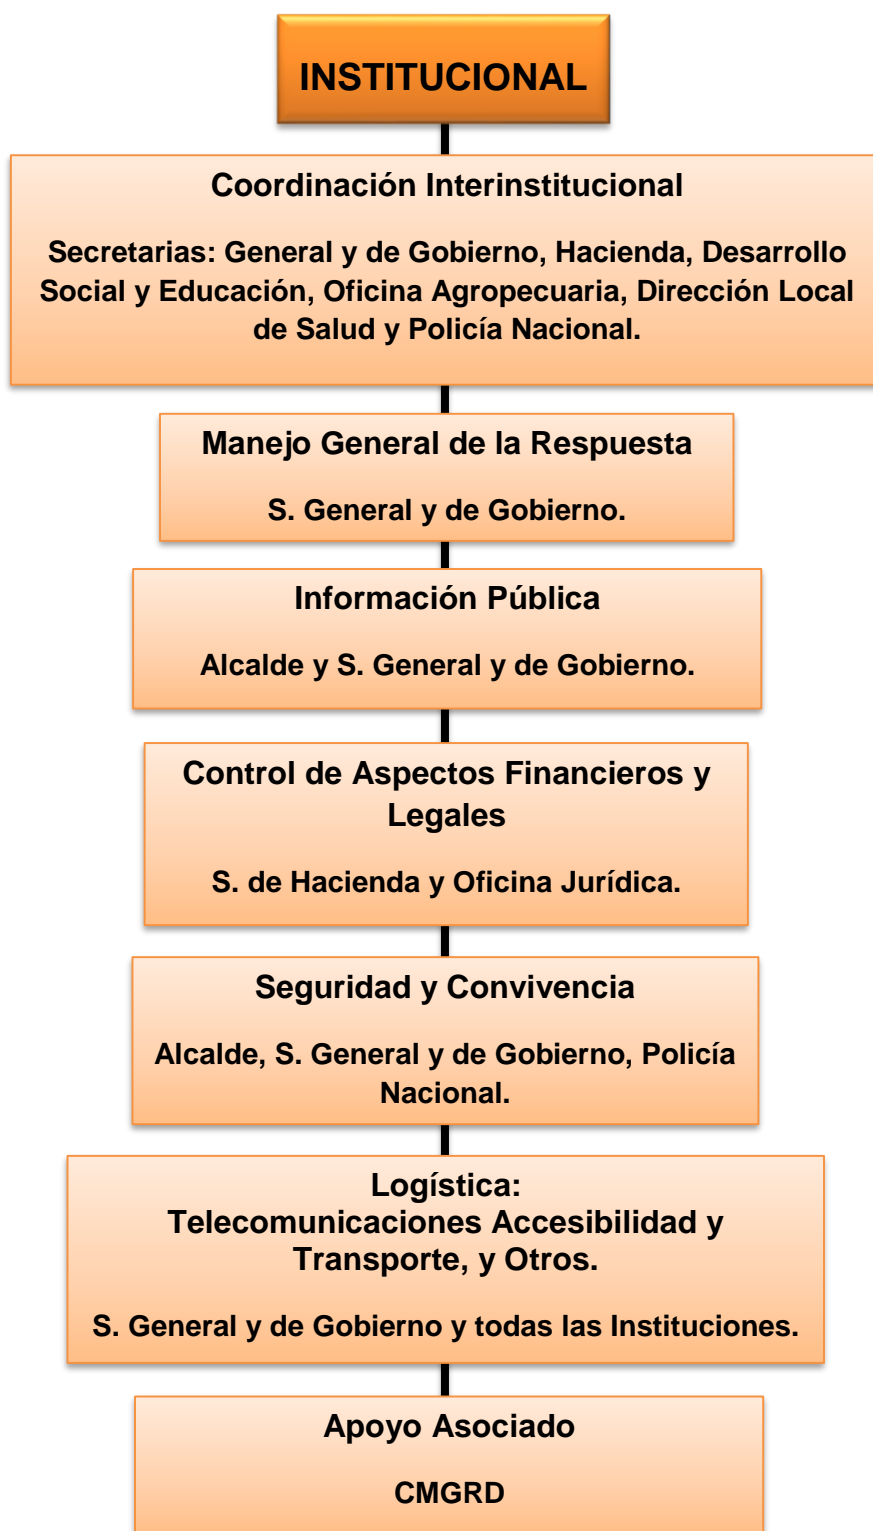 INSTITUCIONAL
Coordinación Interinstitucional
Secretarias: General y de Gobierno, Hacienda, Desarrollo
Social y Educación, Oficina Agropecuaria, Dirección Local
de Salud y Policía Nacional.
Manejo General de la Respuesta
S. General y de Gobierno.
Información Pública
Alcalde y S. General y de Gobierno.
Control de Aspectos Financieros y
Legales
S. de Hacienda y Oficina Jurídica.
Seguridad y Convivencia
Alcalde, S. General y de Gobierno, Policía
Nacional.
Logística:
Telecomunicaciones Accesibilidad y
Transporte, y Otros.
S. General y de Gobierno y todas las Instituciones.
Apoyo Asociado
CMGRD